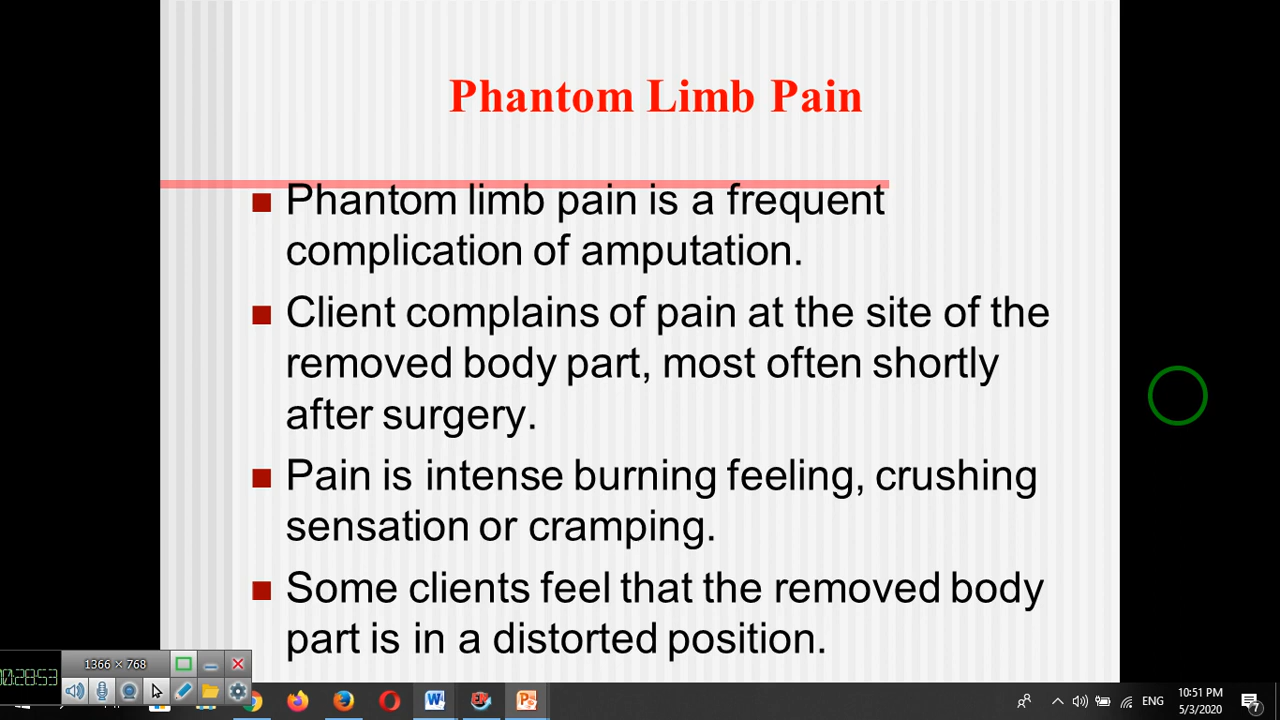 Phantom Limb Pain
Phantom limb pain is a frequent
complication of amputation.
Client complains of pain at the site of the
removed body part, most often shortly
after surgery.
Pain is intense burning feeling, crushing
sensation or cramping.
Some clients feel that the removed body
part is in a distorted position.
1366 × 768
002853
ENG
10:51 PM
5/3/2020
7